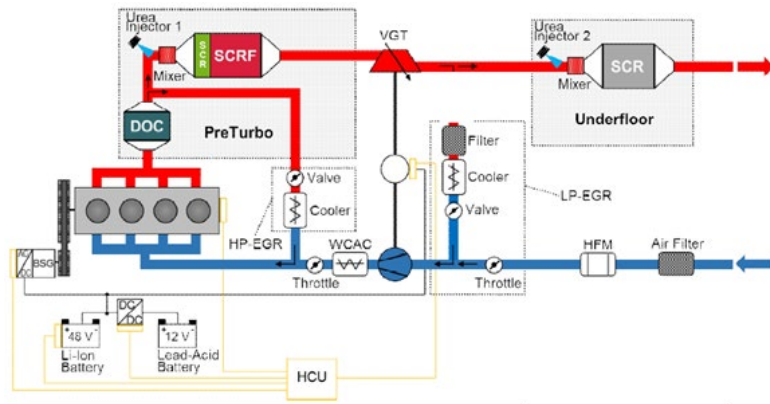 Urea
Injector 1
SCR
SCRF
Mixer
DOC
PreTurbo
VGT
Urea
Injector 2
SCR
Mixer
Underfloor
Filter
Cooler
Valve
LP-EGR
Valve
Cooler
HP-EGR
WCAC
Throttle
Throttle
HFM
Air Filter
AC
DC
BSG
DC
DC
+ -
48 V
+ -
12 V
Li-Ion
Battery
Lead-Acid
Battery
HCU